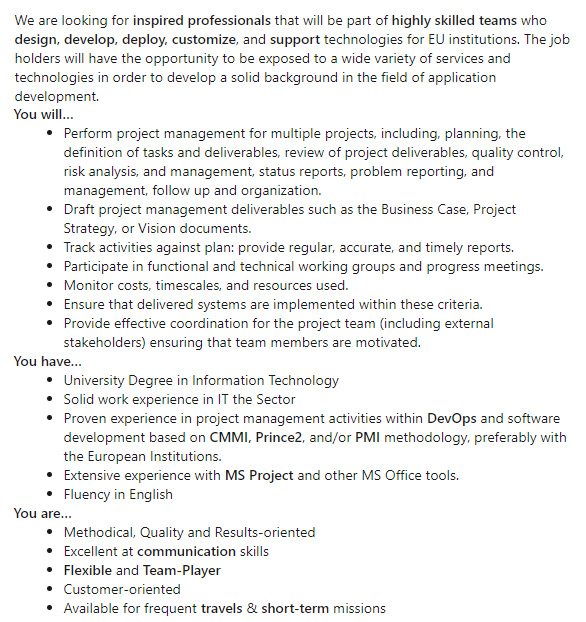 We are looking for inspired professionals that will be part of highly skilled teams who
design, develop, deploy, customize, and support technologies for EU institutions. The job
holders will have the opportunity to be exposed to a wide variety of services and
technologies in order to develop a solid background in the field of application
development.
You will...
• Perform project management for multiple projects, including, planning, the
definition of tasks and deliverables, review of project deliverables, quality control,
risk analysis, and management, status reports, problem reporting, and
management, follow up and organization.
• Draft project management deliverables such as the Business Case, Project
Strategy, or Vision documents.
• Track activities against plan: provide regular, accurate, and timely reports.
• Participate in functional and technical working groups and progress meetings.
• Monitor costs, timescales, and resources used.
• Ensure that delivered systems are implemented within these criteria.
• Provide effective coordination for the project team (including external
stakeholders) ensuring that team members are motivated.
You have...
• University Degree in Information Technology
• Solid work experience in IT the Sector
• Proven experience in project management activities within DevOps and software
development based on CMMI, Prince2, and/or PMI methodology, preferably with
the European Institutions.
• Extensive experience with MS Project and other MS Office tools.
• Fluency in English
You are...
• Methodical, Quality and Results-oriented
• Excellent at communication skills
• Flexible and Team-Player
• Customer-oriented
• Available for frequent travels & short-term missions